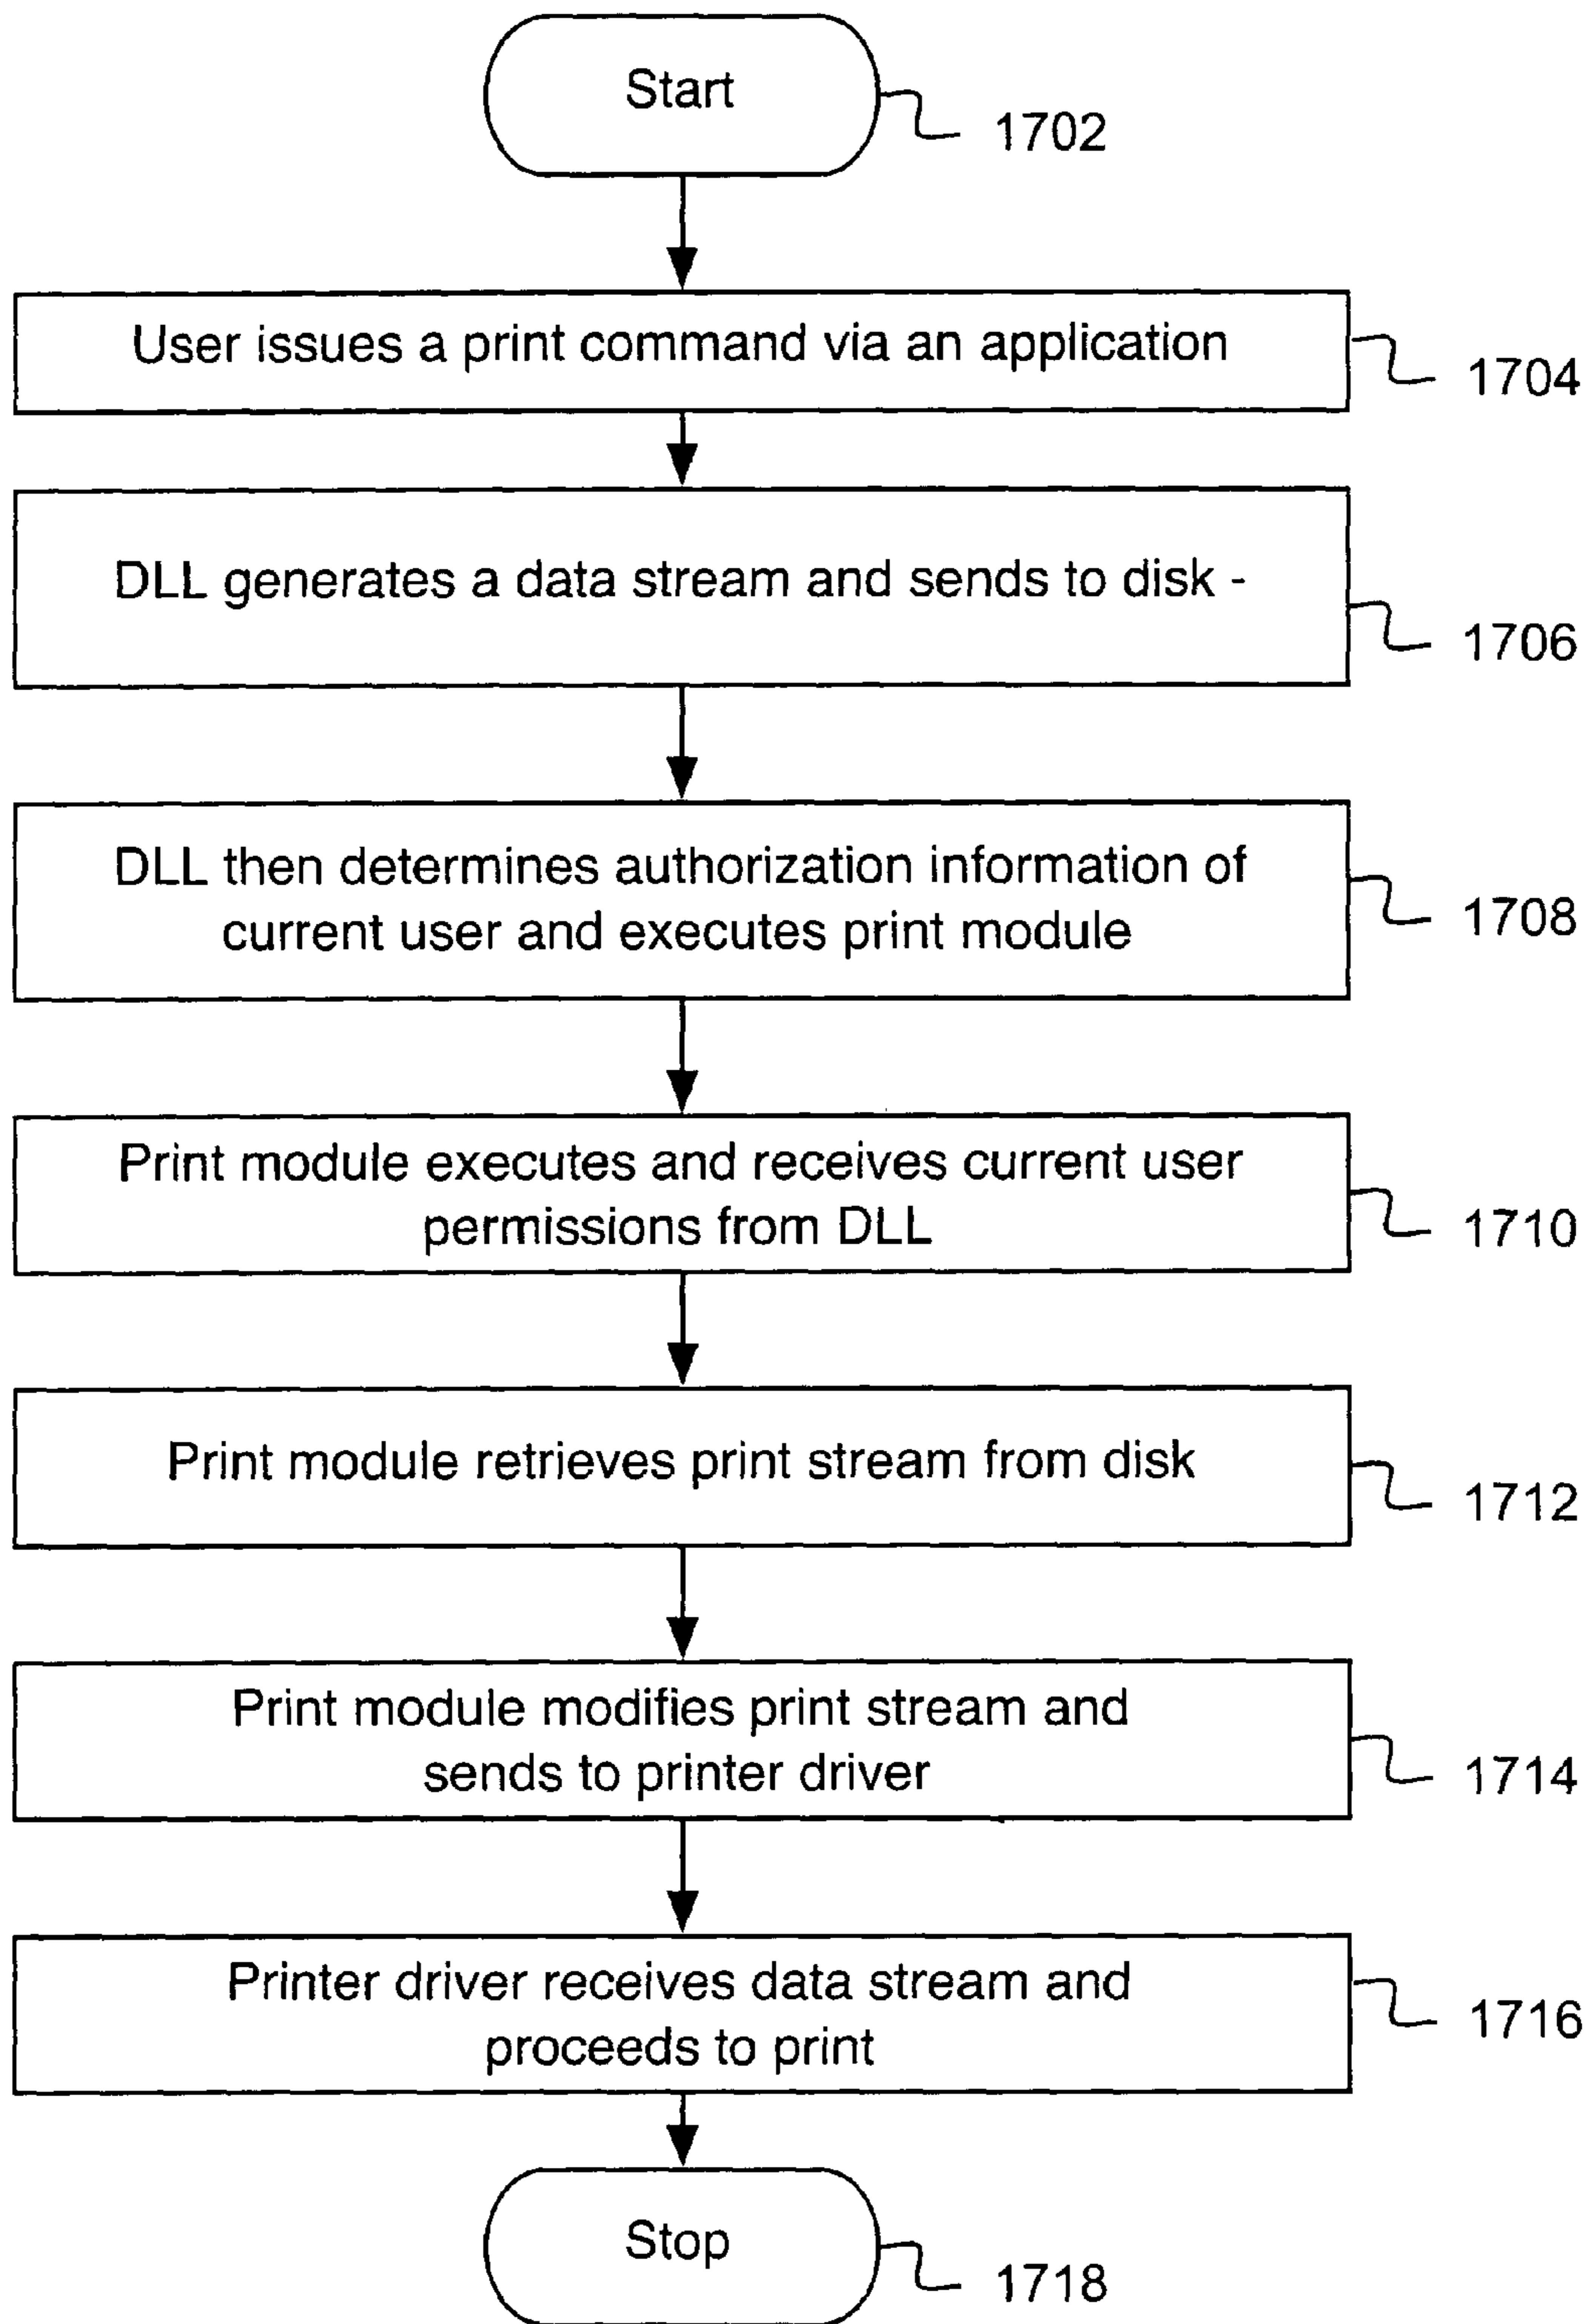 Start
1702
User issues a print command via an application
1704
DLL generates a data stream and sends to disk -
1706
DLL then determines authorization information of
current user and executes print module
1708
Print module executes and receives current user
permissions from DLL
1710
Print module retrieves print stream from disk
1712
Print module modifies print stream and
sends to printer driver
1714
Printer driver receives data stream and
proceeds to print
1716
Stop
1718